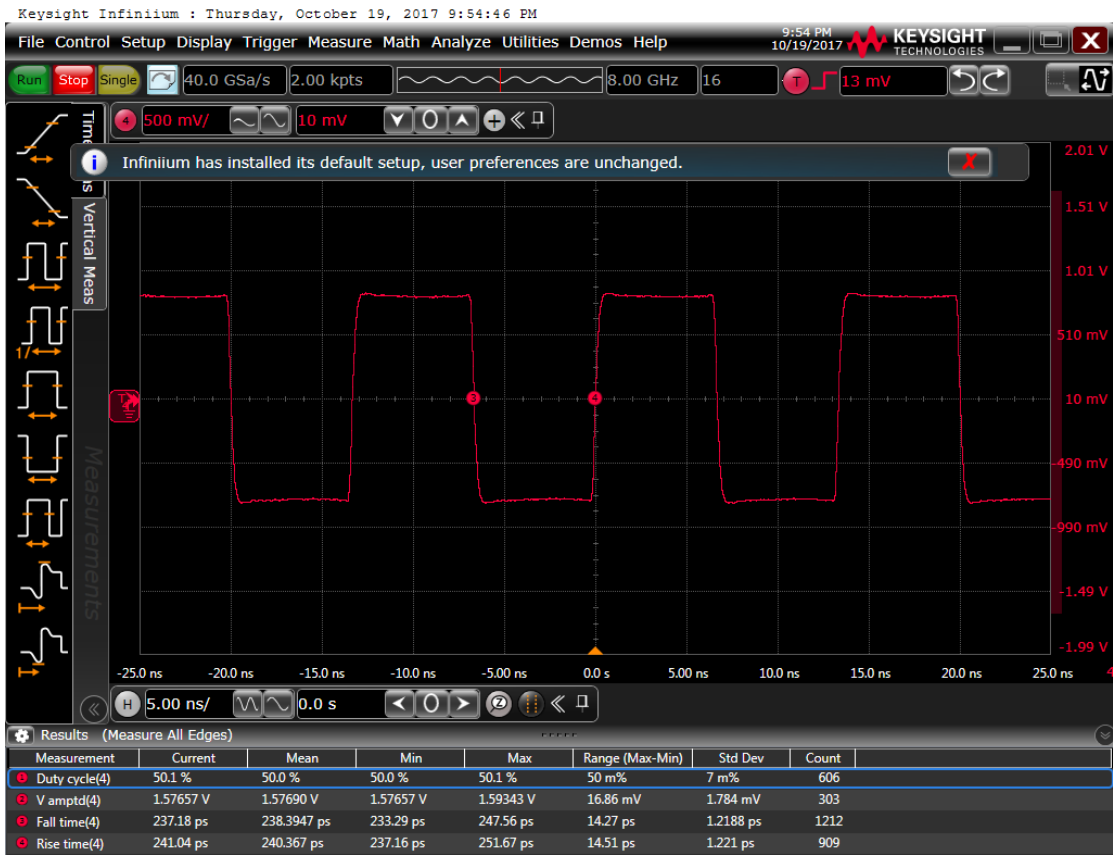 Keysight Infiniium : Thursday, October 19, 2017 9:54:46 PM
File Control Setup Display Trigger Measure Math Analyze Utilities Demos Help 9:54 PM 10/19/2017 KEYSIGHT TECHNOLOGIES X
Run Stop Single 40.0 GSa/s 2.00 kpts 8.00 GHz 16 T 13 mV
4 500 mV/ 10 mV
Infiniium has installed its default setup, user preferences are unchanged. X
Vertical Meas
Measurements
2.01 V
1.51 V
1.01 V
510 mV
3 4 10 mV
-490 mV
-990 mV
-1.49 V
-1.99 V
1/
-25.0 ns -20.0 ns -15.0 ns -10.0 ns -5.00 ns 0.0 s 5.00 ns 10.0 ns 15.0 ns 20.0 ns 25.0 ns 4
H 5.00 ns/ 0.0 s 0 Z
Results (Measure All Edges)
Measurement Current Mean Min Max Range (Max-Min) Std Dev Count
1 Duty cycle(4) 50.1 % 50.0 % 50.0 % 50.1 % 50 m% 7 m% 606
2 V amptd(4) 1.57657 V 1.57690 V 1.57657 V 1.59343 V 16.86 mV 1.784 mV 303
3 Fall time(4) 237.18 ps 238.3947 ps 233.29 ps 247.56 ps 14.27 ps 1.2188 ps 1212
4 Rise time(4) 241.04 ps 240.367 ps 237.16 ps 251.67 ps 14.51 ps 1.221 ps 909